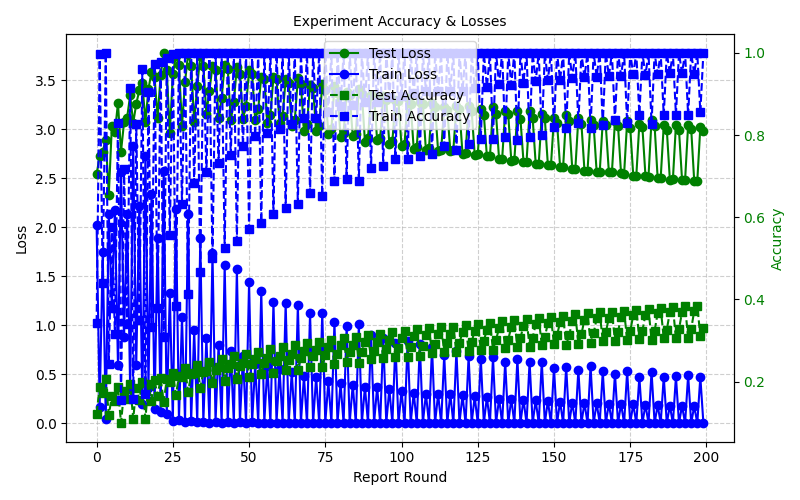 Experiment Accuracy & Losses
Test Loss
Train Loss
Test Accuracy
Train Accuracy
Loss
0.0
0.5
1.0
1.5
2.0
2.5
3.0
3.5
Accuracy
0.2
0.4
0.6
0.8
1.0
0
25
50
75
100
125
150
175
200
Report Round